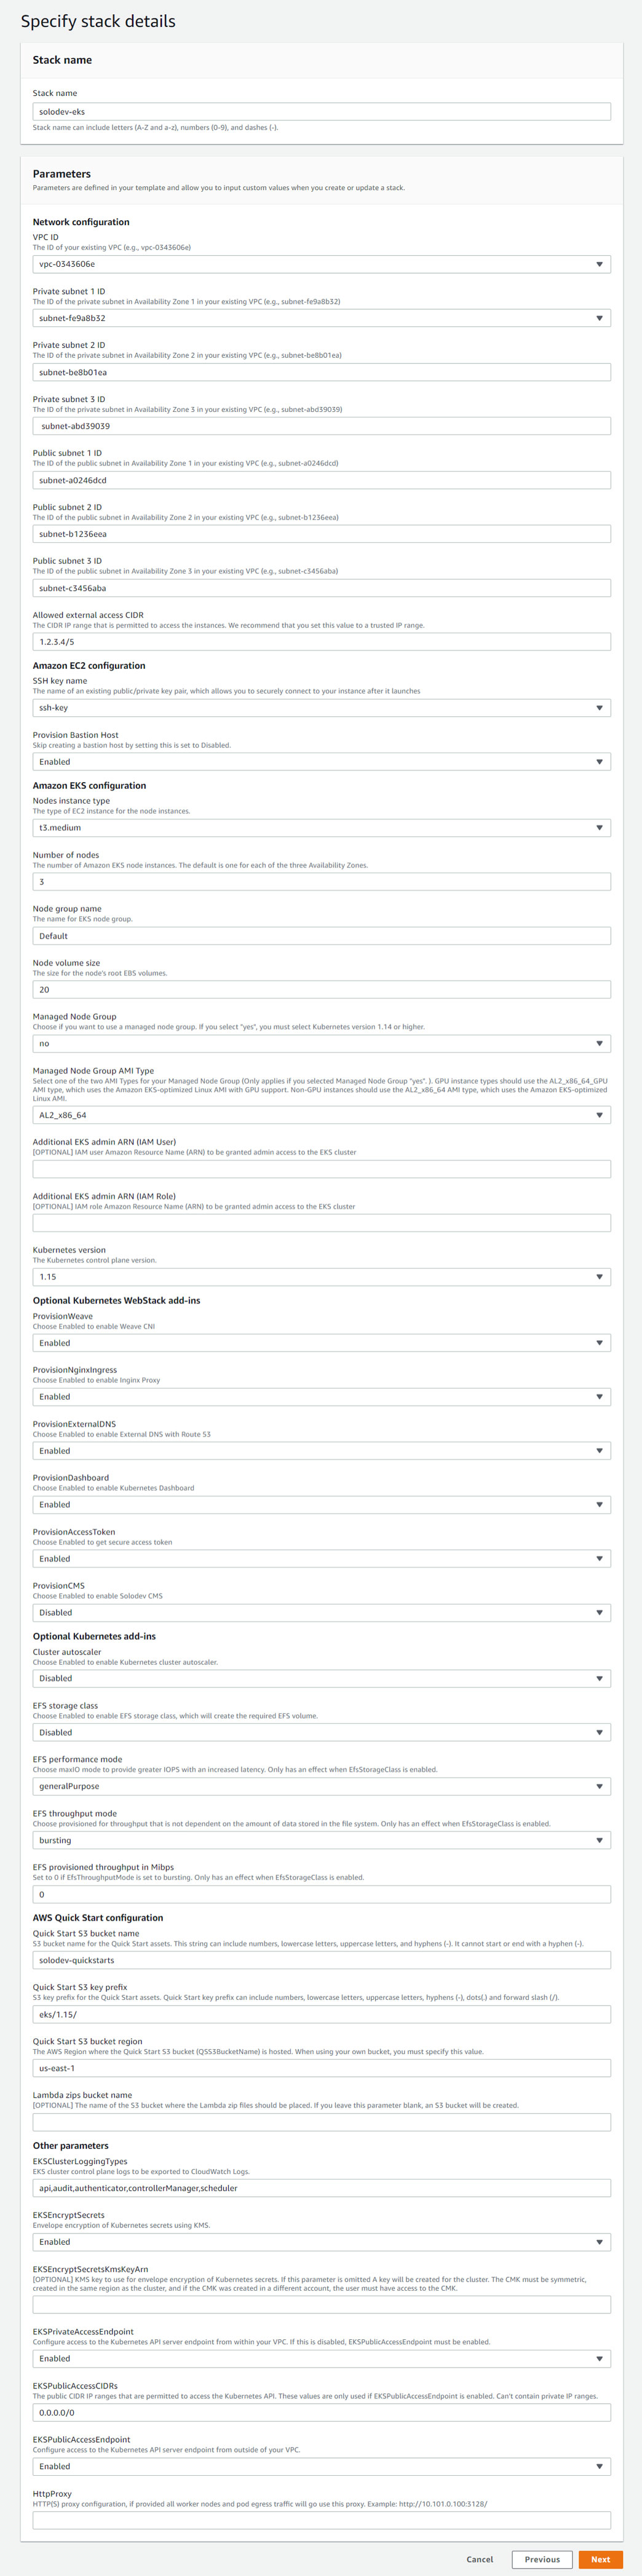 Specify stack details
Stack name
Stack name
solodev-eks
Stack name can include letters (A-Z and a-z), numbers (0-9), and dashes (-).
Parameters
Parameters are defined in your template and allow you to input custom values when you create or update a stack.
Network configuration
VPC ID
The ID of your existing VPC (e.g., vpc-0343606e)
vpc-0343606e
Private subnet 1 ID
The ID of the private subnet in Availability Zone 1 in your existing VPC (e.g., subnet-fe9a8b32)
subnet-fe9a8b32
Private subnet 2 ID
The ID of the private subnet in Availability Zone 2 in your existing VPC (e.g., subnet-be8b01ea)
subnet-be8b01ea
Private subnet 3 ID
The ID of the private subnet in Availability Zone 3 in your existing VPC (e.g., subnet-abd39039)
subnet-abd39039
Public subnet 1 ID
The ID of the public subnet in Availability Zone 1 in your existing VPC (e.g., subnet-a0246dcd)
subnet-a0246dcd
Public subnet 2 ID
The ID of the public subnet in Availability Zone 2 in your existing VPC (e.g., subnet-b1236eea)
subnet-b1236eea
Public subnet 3 ID
The ID of the public subnet in Availability Zone 3 in your existing VPC (e.g., subnet-c3456aba)
subnet-c3456aba
Allowed external access CIDR
The CIDR IP range that is permitted to access the instances. We recommend that you set this value to a trusted IP range.
1.2.3.4/5
Amazon EC2 configuration
SSH key name
The name of an existing public/private key pair, which allows you to securely connect to your instance after it launches
ssh-key
Provision Bastion Host
Skip creating a bastion host by setting this is set to Disabled.
Enabled
Amazon EKS configuration
Nodes instance type
The type of EC2 instance for the node instances.
t3.medium
Number of nodes
The number of Amazon EKS node instances. The default is one for each of the three Availability Zones.
3
Node group name
The name for EKS node group.
Default
Node volume size
The size for the node's root EBS volumes.
20
Managed Node Group
Choose if you want to use a managed node group. If you select "yes", you must select Kubernetes version 1.14 or higher.
no
Managed Node Group AMI Type
Select one of the two AMI Types for your Managed Node Group (Only applies if you selected Managed Node Group "yes". ). GPU instance types should use the AL2_x86_64_GPU
AMI type, which uses the Amazon EKS-optimized Linux AMI with GPU support. Non-GPU instances should use the AL2_x86_64 AMI type, which uses the Amazon EKS-optimized
Linux AMI.
AL2_x86_64
Additional EKS admin ARN (IAM User)
[OPTIONAL] IAM user Amazon Resource Name (ARN) to be granted admin access to the EKS cluster
Additional EKS admin ARN (IAM Role)
[OPTIONAL] IAM role Amazon Resource Name (ARN) to be granted admin access to the EKS cluster
Kubernetes version
The Kubernetes control plane version.
1.15
Optional Kubernetes WebStack add-ins
ProvisionWeave
Choose Enabled to enable Weave CNI
Enabled
ProvisionNginxIngress
Choose Enabled to enable Inginx Proxy
Enabled
ProvisionExternalDNS
Choose Enabled to enable External DNS with Route 53
Enabled
ProvisionDashboard
Choose Enabled to enable Kubernetes Dashboard
Enabled
ProvisionAccessToken
Choose Enabled to get secure access token
Enabled
ProvisionCMS
Choose Enabled to enable Solodev CMS
Disabled
Optional Kubernetes add-ins
Cluster autoscaler
Choose Enabled to enable Kubernetes cluster autoscaler.
Disabled
EFS storage class
Choose Enabled to enable EFS storage class, which will create the required EFS volume.
Disabled
EFS performance mode
Choose maxIO mode to provide greater IOPS with an increased latency. Only has an effect when EfsStorageClass is enabled.
generalPurpose
EFS throughput mode
Choose provisioned for throughput that is not dependent on the amount of data stored in the file system. Only has an effect when EfsStorageClass is enabled.
bursting
EFS provisioned throughput in Mibps
Set to 0 if EfsThroughputMode is set to bursting. Only has an effect when EfsStorageClass is enabled.
0
AWS Quick Start configuration
Quick Start S3 bucket name
S3 bucket name for the Quick Start assets. This string can include numbers, lowercase letters, uppercase letters, and hyphens (-). It cannot start or end with a hyphen (-).
solodev-quickstarts
Quick Start S3 key prefix
S3 key prefix for the Quick Start assets. Quick Start key prefix can include numbers, lowercase letters, uppercase letters, hyphens (-), dots(.) and forward slash (/).
eks/1.15/
Quick Start S3 bucket region
The AWS Region where the Quick Start S3 bucket (QSS3BucketName) is hosted. When using your own bucket, you must specify this value.
us-east-1
Lambda zips bucket name
[OPTIONAL] The name of the S3 bucket where the Lambda zip files should be placed. If you leave this parameter blank, an S3 bucket will be created.
Other parameters
EKSClusterLoggingTypes
EKS cluster control plane logs to be exported to CloudWatch Logs.
api,audit,authenticator,controllerManager,scheduler
EKSEncryptSecrets
Envelope encryption of Kubernetes secrets using KMS.
Enabled
EKSEncryptSecretsKmsKeyArn
[OPTIONAL] KMS key to use for envelope encryption of Kubernetes secrets. If this parameter is omitted A key will be created for the cluster. The CMK must be symmetric,
created in the same region as the cluster, and if the CMK was created in a different account, the user must have access to the CMK.
EKSPrivateAccessEndpoint
Configure access to the Kubernetes API server endpoint from within your VPC. If this is disabled, EKSPublicAccessEndpoint must be enabled.
Enabled
EKSPublicAccessCIDRs
The public CIDR IP ranges that are permitted to access the Kubernetes API. These values are only used if EKSPublicAccessEndpoint is enabled. Can't contain private IP ranges.
0.0.0.0/0
EKSPublicAccessEndpoint
Configure access to the Kubernetes API server endpoint from outside of your VPC.
Enabled
HttpProxy
HTTP(S) proxy configuration, if provided all worker nodes and pod egress traffic will go use this proxy. Example: http://10.101.0.100:3128/
Cancel
Previous
Next